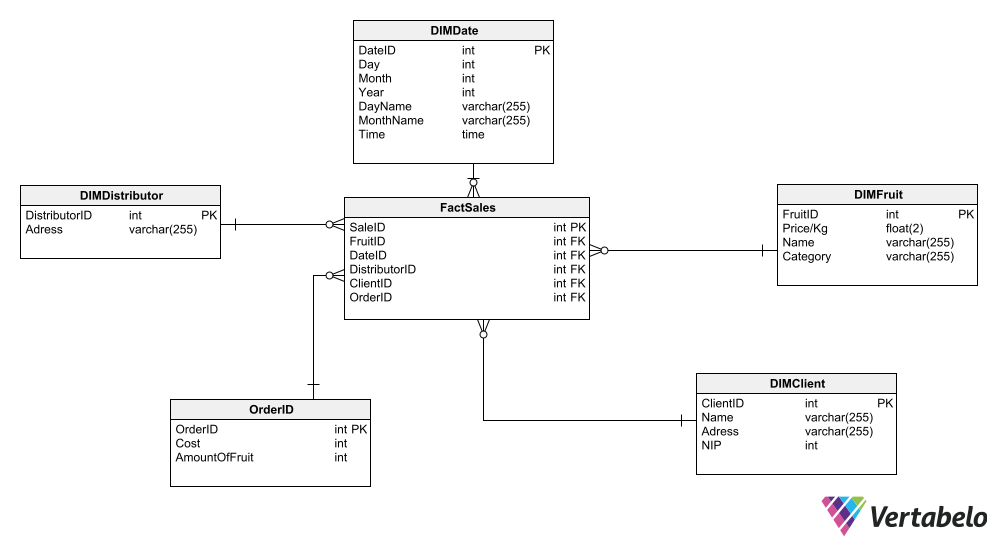 DIMDate
DateID int PK
Day int
Month int
Year int
DayName varchar(255)
MonthName varchar(255)
Time time
DIMDistributor
DistributorID int PK
Adress varchar(255)
FactSales
SaleID int PK
FruitID int FK
DateID int FK
DistributorID int FK
ClientID int FK
OrderID int FK
DIMFruit
FruitID int PK
Price/Kg float(2)
Name varchar(255)
Category varchar(255)
OrderID
OrderID int PK
Cost int
AmountOfFruit int
DIMClient
ClientID int PK
Name varchar(255)
Adress varchar(255)
NIP int
Vertabelo